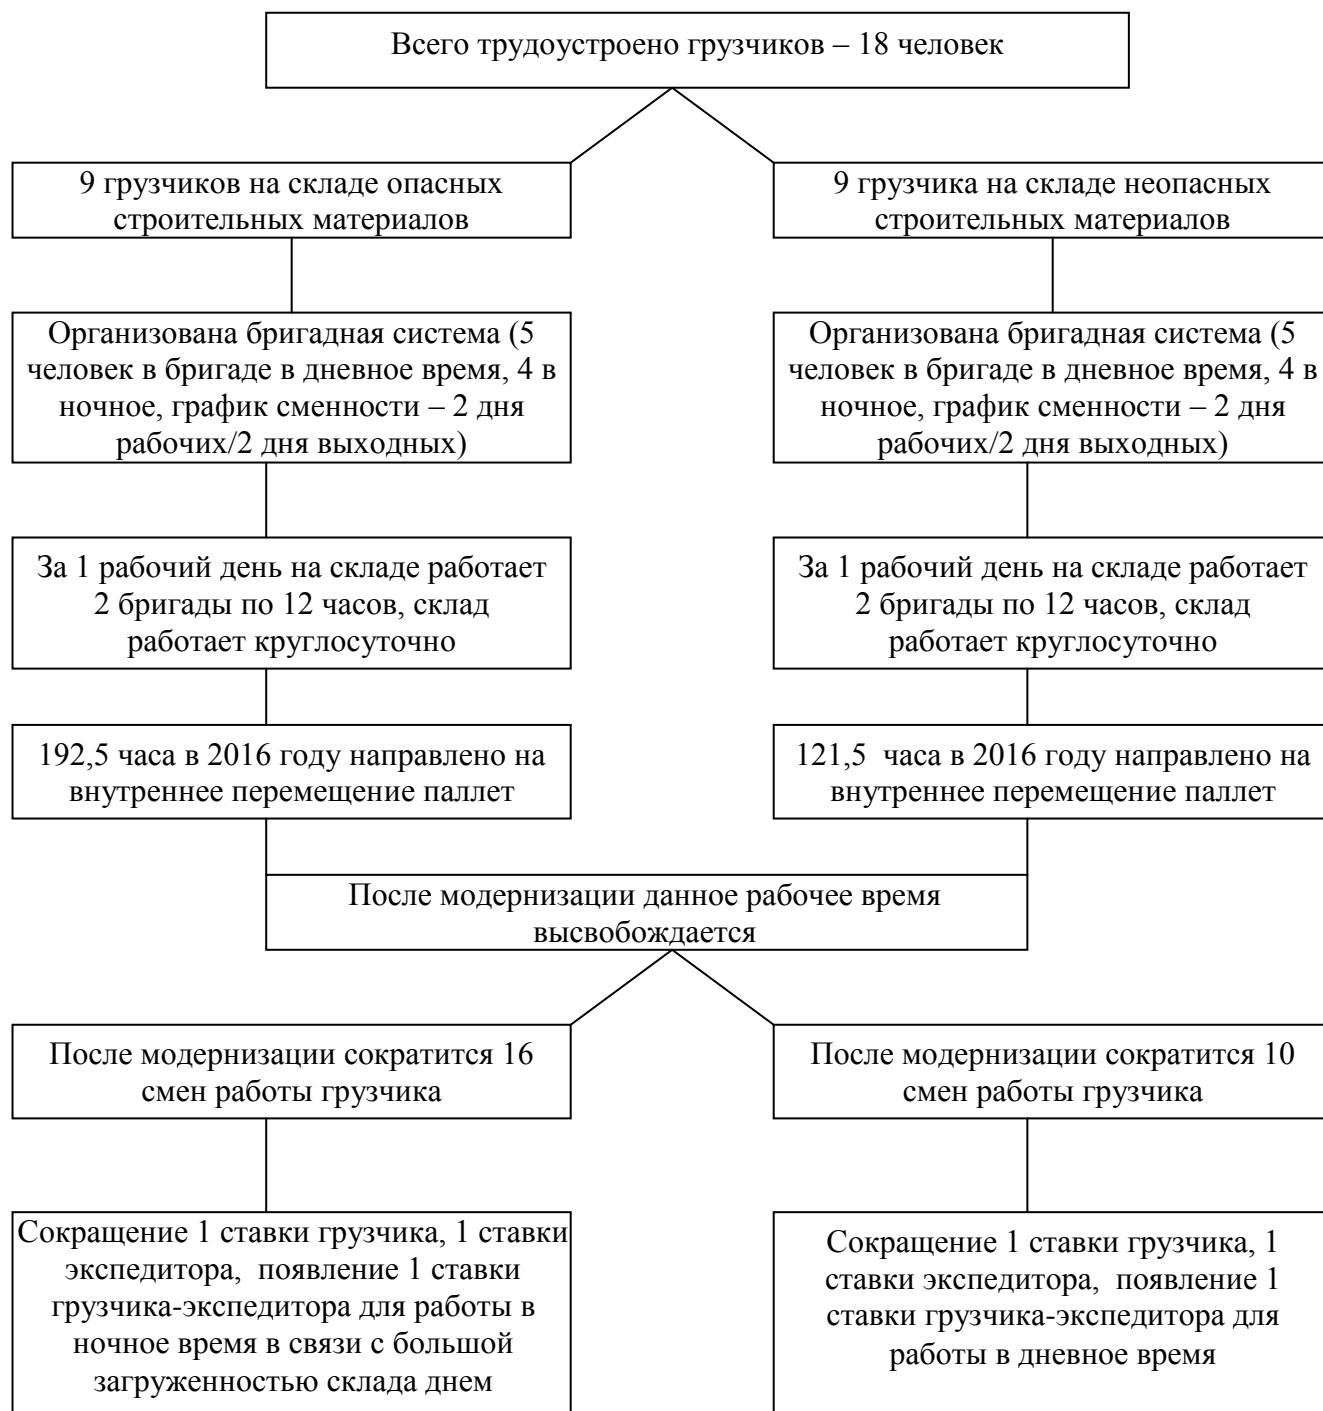 Всего трудоустроено грузчиков – 18 человек
9 грузчиков на складе опасных
строительных материалов
9 грузчика на складе неопасных
строительных материалов
Организована бригадная система (5
человек в бригаде в дневное время, 4 в
ночное, график сменности – 2 дня
рабочих/2 дня выходных)
Организована бригадная система (5
человек в бригаде в дневное время, 4 в
ночное, график сменности – 2 дня
рабочих/2 дня выходных)
За 1 рабочий день на складе работает
2 бригады по 12 часов, склад
работает круглосуточно
За 1 рабочий день на складе работает
2 бригады по 12 часов, склад
работает круглосуточно
192,5 часа в 2016 году направлено на
внутреннее перемещение паллет
121,5 часа в 2016 году направлено на
внутреннее перемещение паллет
После модернизации данное рабочее время
высвобождается
После модернизации сократится 16
смен работы грузчика
После модернизации сократится 10
смен работы грузчика
Сокращение 1 ставки грузчика, 1 ставки
экспедитора, появление 1 ставки
грузчика-экспедитора для работы в
ночное время в связи с большой
загруженностью склада днем
Сокращение 1 ставки грузчика, 1
ставки экспедитора, появление 1
ставки грузчика-экспедитора для
работы в дневное время